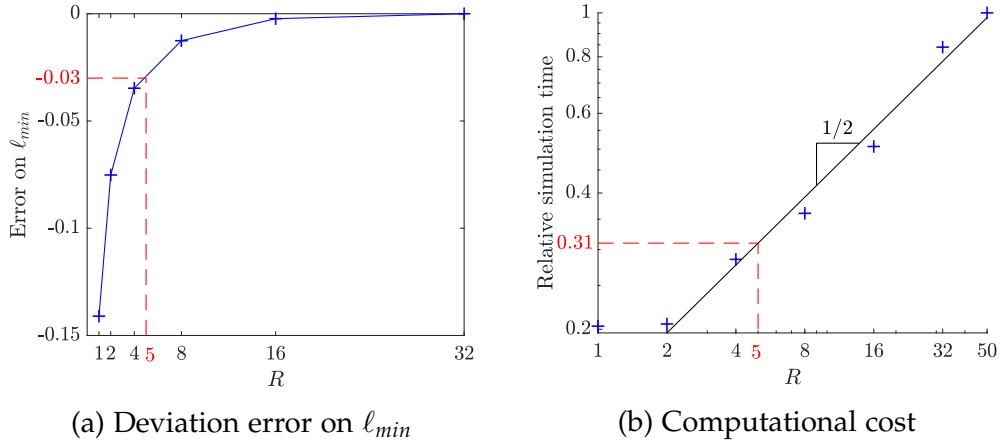 0
-0.03
-0.05
-0.1
-0.15
Error on ℓmin
1 2 4 5 8 16 32
R
(a) Deviation error on ℓmin
1
0.8
0.6
0.4
0.31
0.2
Relative simulation time
1/2
1 2 4 5 8 16 32 50
R
(b) Computational cost